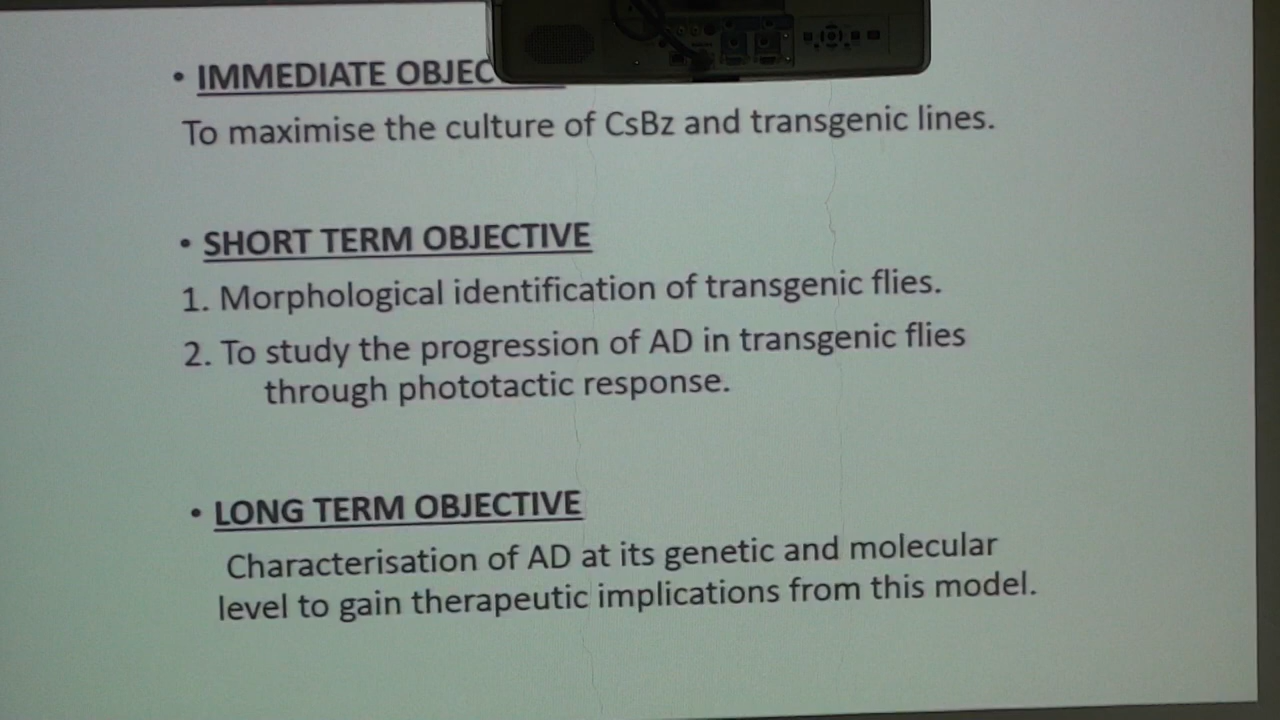 • IMMEDIATE OBJEC
To maximise the culture of CsBz and transgenic lines.
• SHORT TERM OBJECTIVE
1. Morphological identification of transgenic flies.
2. To study the progression of AD in transgenic flies
through phototactic response.
• LONG TERM OBJECTIVE
Characterisation of AD at its genetic and molecular
level to gain therapeutic implications from this model.